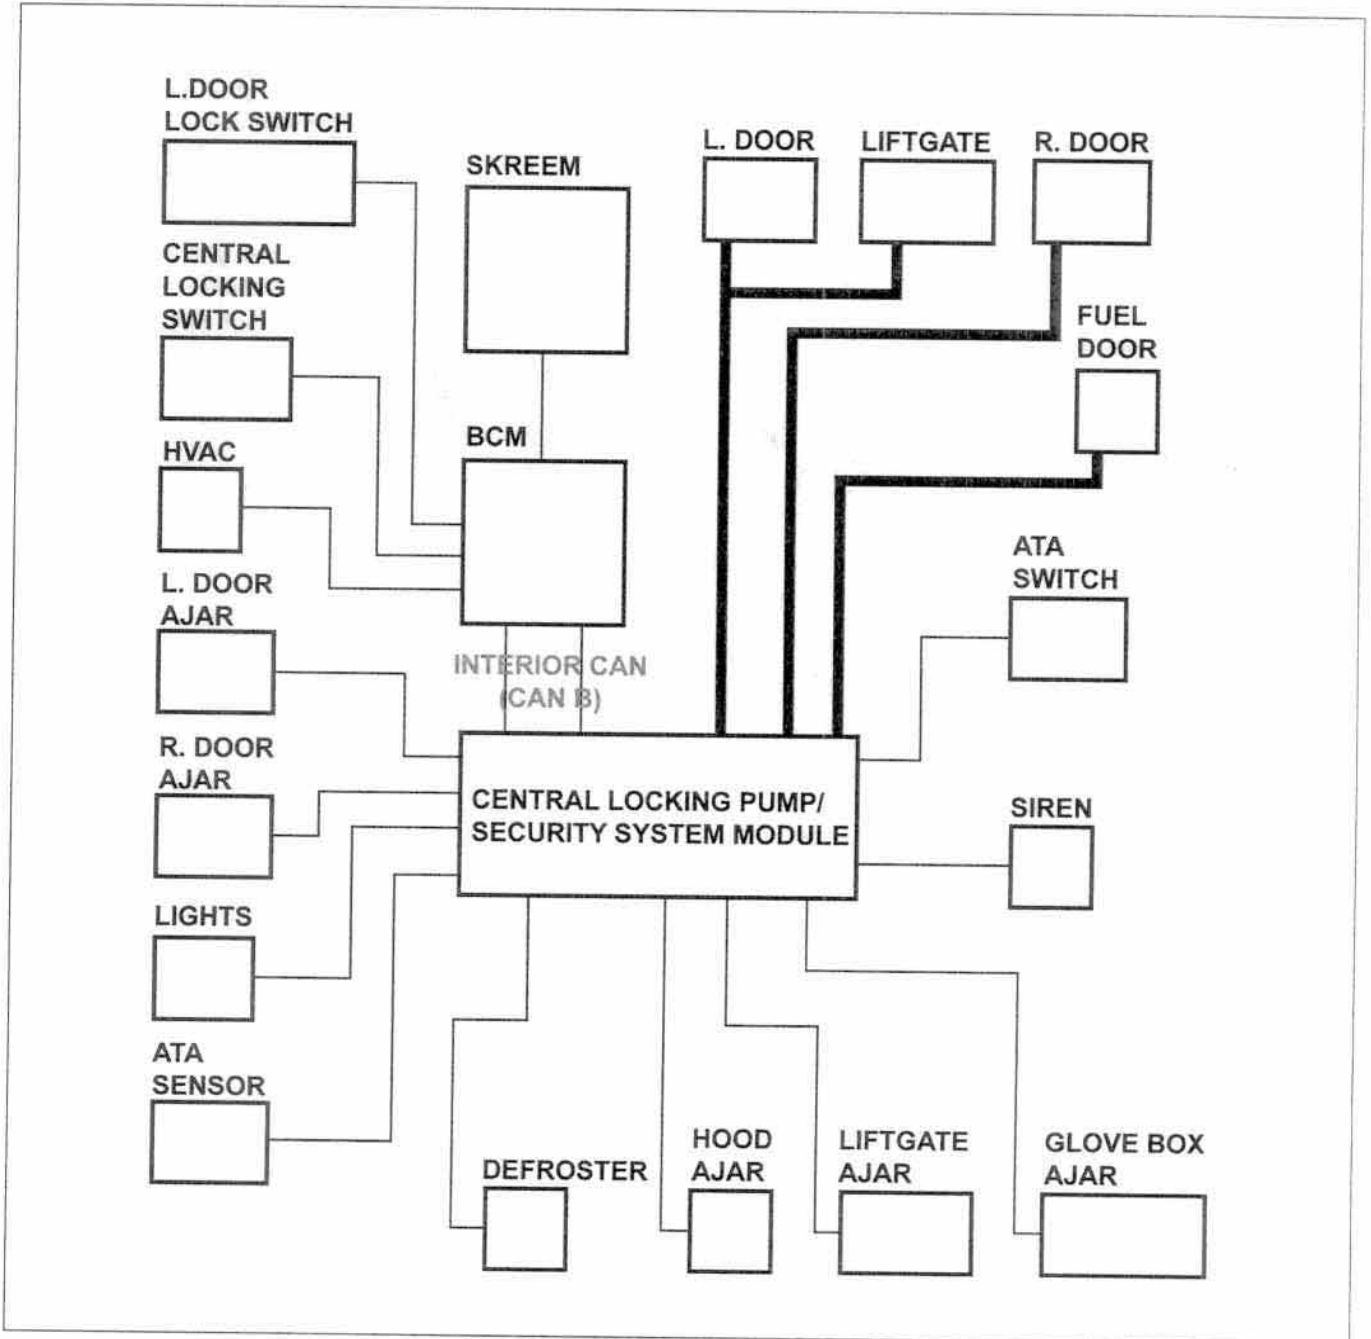 L.DOOR
LOCK SWITCH
SKREEM
L. DOOR
LIFTGATE
R. DOOR
CENTRAL
LOCKING
SWITCH
FUEL
DOOR
HVAC
BCM
L. DOOR
AJAR
ATA
SWITCH
INTERIOR CAN
(CAN B)
R. DOOR
AJAR
CENTRAL LOCKING PUMP/
SECURITY SYSTEM MODULE
SIREN
LIGHTS
ATA
SENSOR
DEFROSTER
HOOD
AJAR
LIFTGATE
AJAR
GLOVE BOX
AJAR